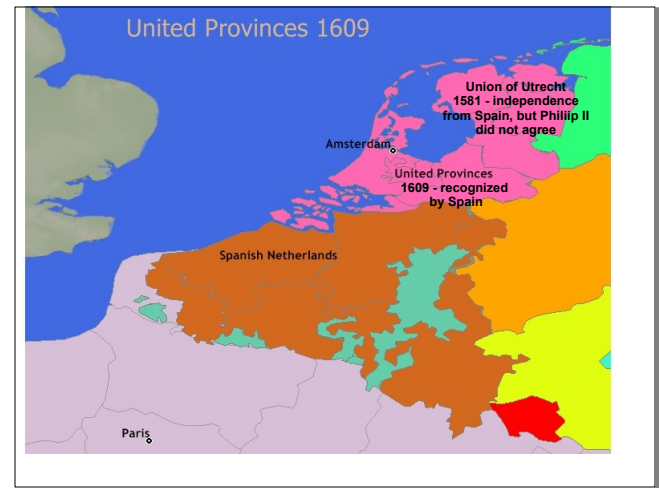 United Provinces 1609
Union of Utrecht
1581 - independence
from Spain, but Philiip II
did not agree
Amsterdam
United Provinces
1609 - recognized
by Spain
Spanish Netherlands
Paris